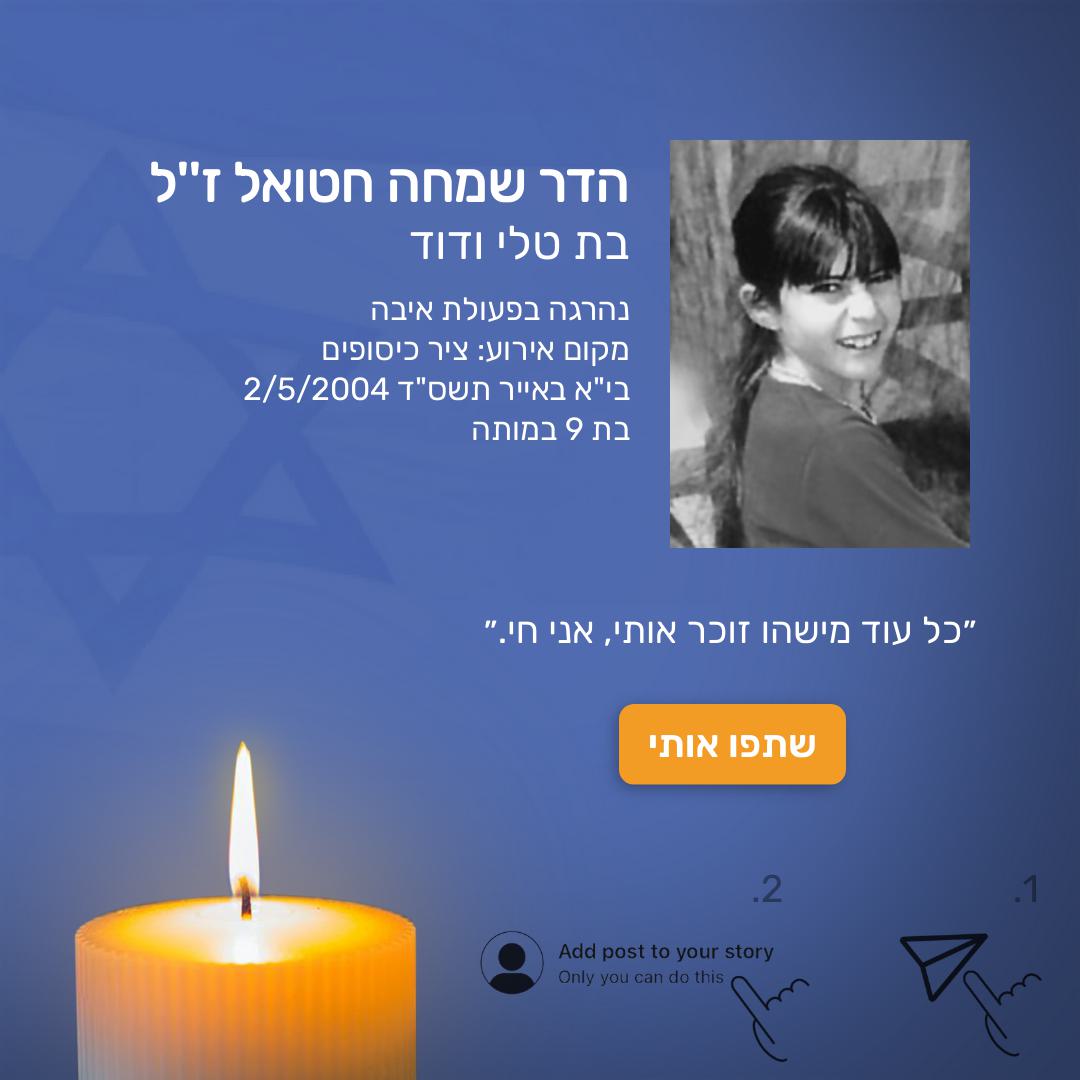 הדר שמחה חטואל ז"ל
בת טלי ודוד
נהרגה בפעולת איבה
מקום אירוע: ציר כיסופים
בי"א באייר תשס"ד 2/5/2004
בת 9 במותה
״כל עוד מישהו זוכר אותי, אני חי.״
שתפו אותי
1.
2.
Add post to your story
Only you can do this